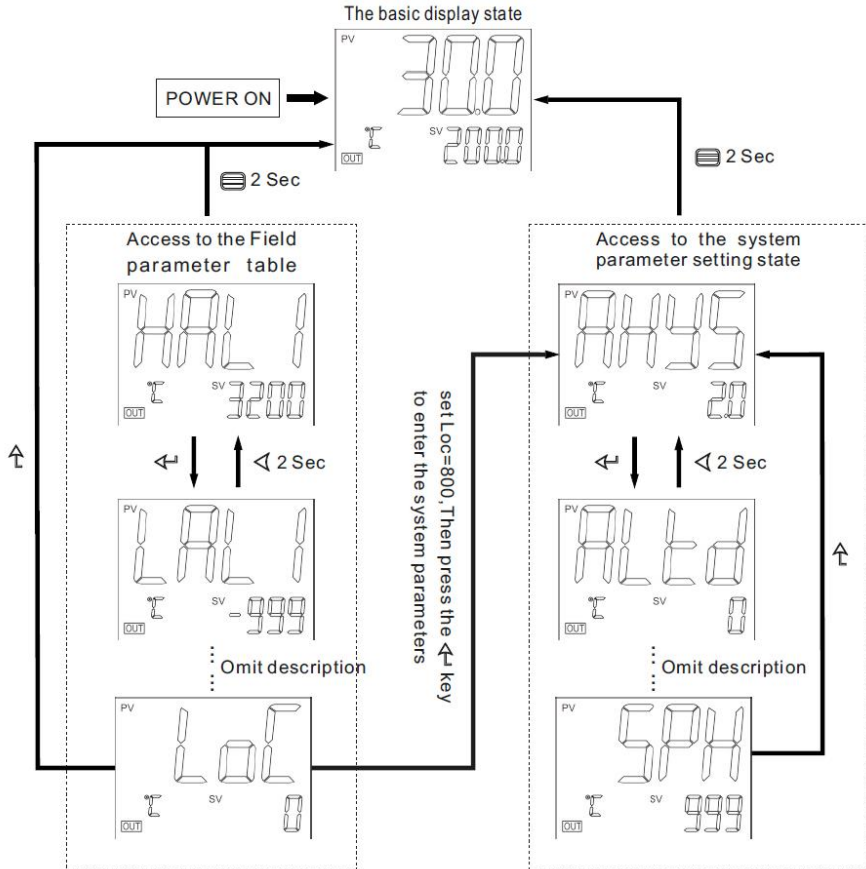 The basic display state
PV
30.0
POWER ON
°C
SV 200.0
OUT
2 Sec
2 Sec
Access to the Field
parameter table
PV
HAL1
°C
SV 3200
OUT
2 Sec
PV
LAL1
°C
SV
-999
OUT
Omit description
PV
LoC
°C
SV
0
OUT
set Loc=800,Then press the key
to enter the system parameters
Access to the system
parameter setting state
PV
AHYS
°C
SV
2.0
OUT
2 Sec
PV
ALtd
°C
SV
0
OUT
Omit description
PV
SPH
°C
SV
999
OUT